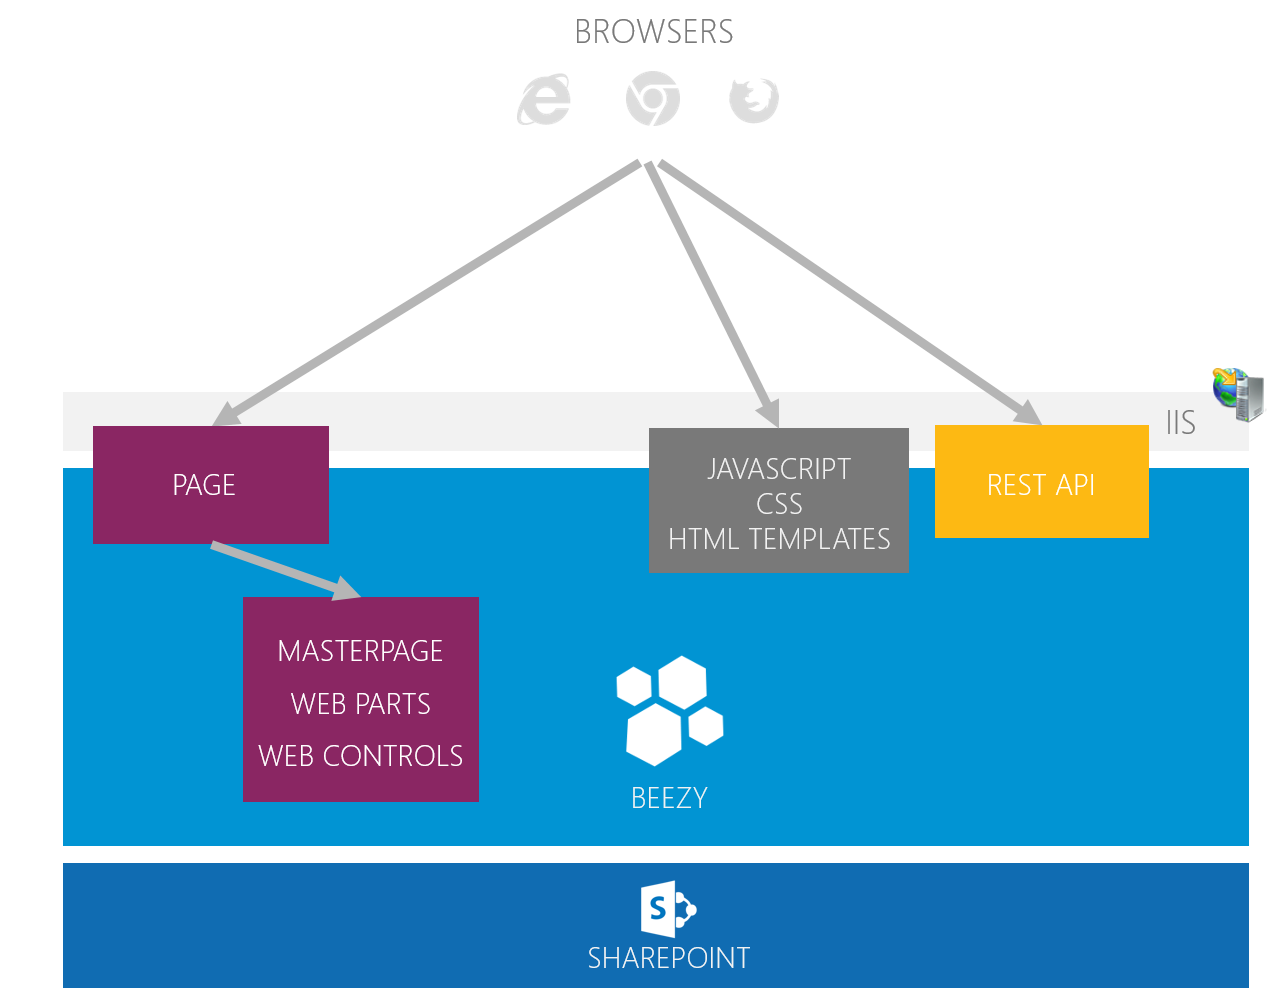 BROWSERS
IIS
PAGE
JAVASCRIPT
CSS
HTML TEMPLATES
REST API
MASTERPAGE
WEB PARTS
WEB CONTROLS
BEEZY
S
SHAREPOINT